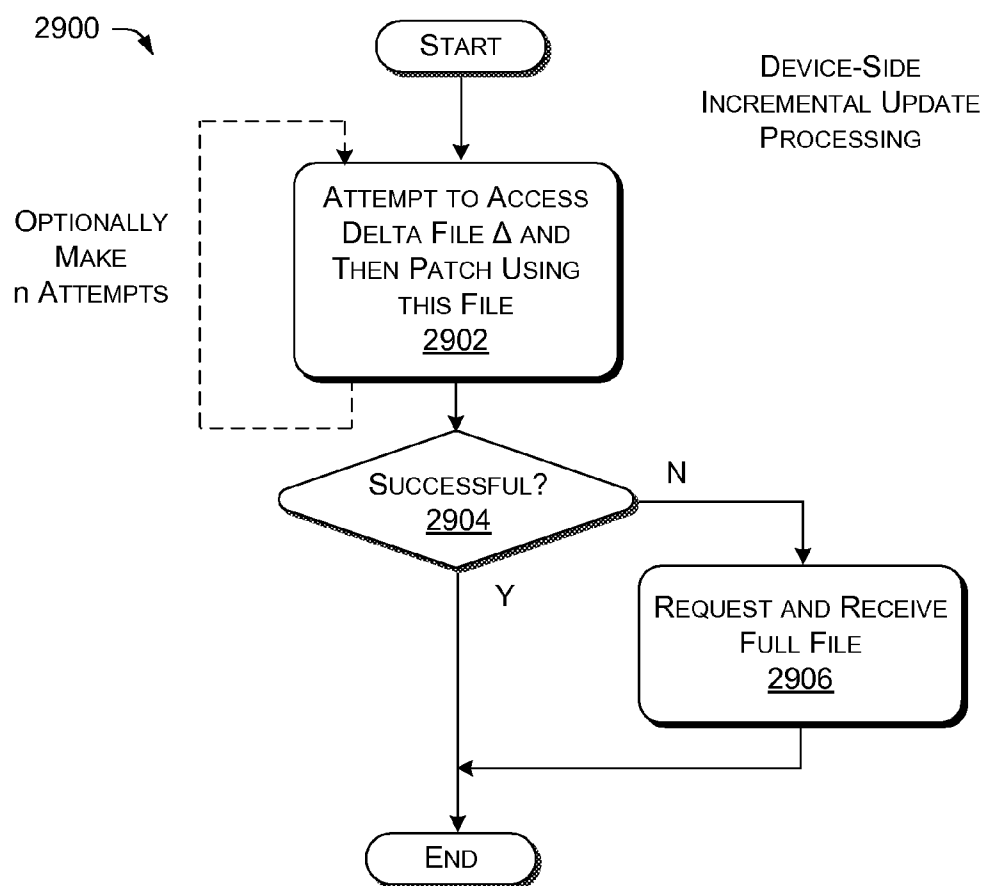 2900
START
DEVICE-SIDE
INCREMENTAL UPDATE
PROCESSING
OPTIONALLY
MAKE
n ATTEMPTS
ATTEMPT TO ACCESS
DELTA FILE Δ AND
THEN PATCH USING
THIS FILE
2902
SUCCESSFUL?
2904
N
Y
REQUEST AND RECEIVE
FULL FILE
2906
END